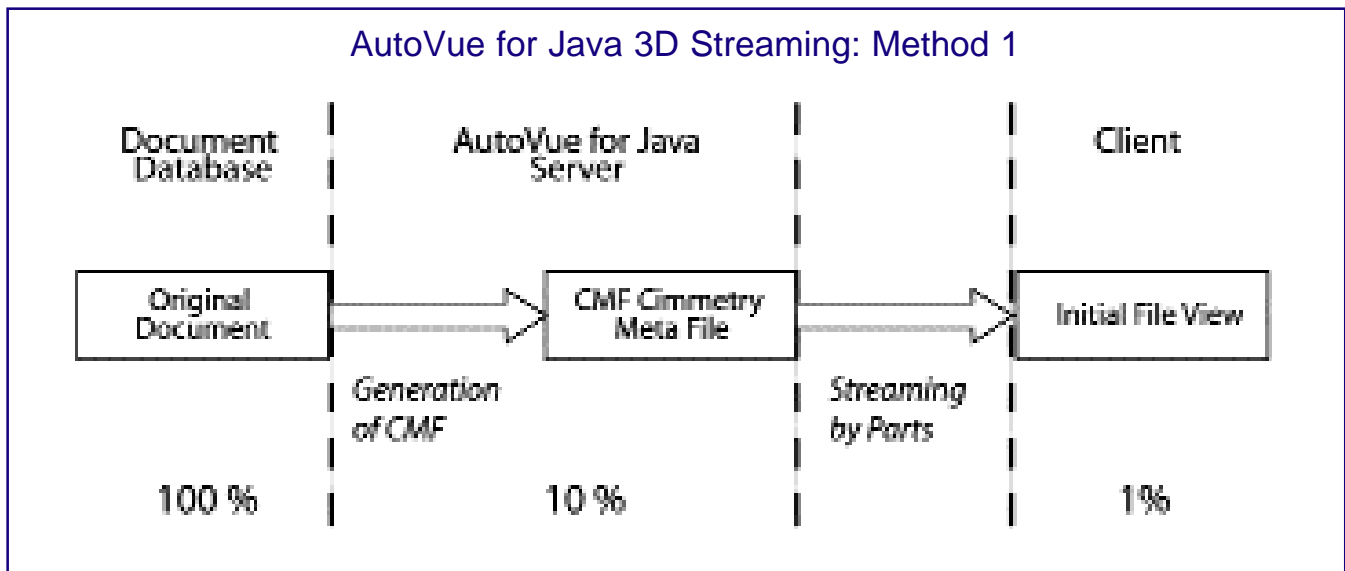 AutoVue for Java 3D Streaming: Method 1
Document
Database
AutoVue for Java
Server
Client
Original
Document
CMF Cimmetry
Meta File
Initial File View
Generation
of CMF
Streaming
by Parts
100 %
10 %
1%